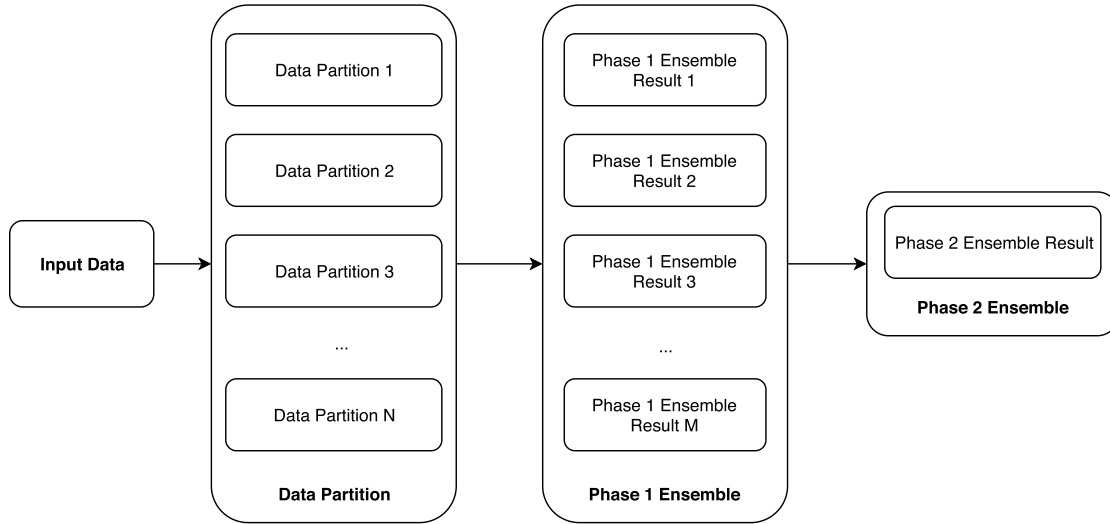 Input Data
Data Partition 1
Data Partition 2
Data Partition 3
...
Data Partition N
Data Partition
Phase 1 Ensemble
Result 1
Phase 1 Ensemble
Result 2
Phase 1 Ensemble
Result 3
...
Phase 1 Ensemble
Result M
Phase 1 Ensemble
Phase 2 Ensemble Result
Phase 2 Ensemble